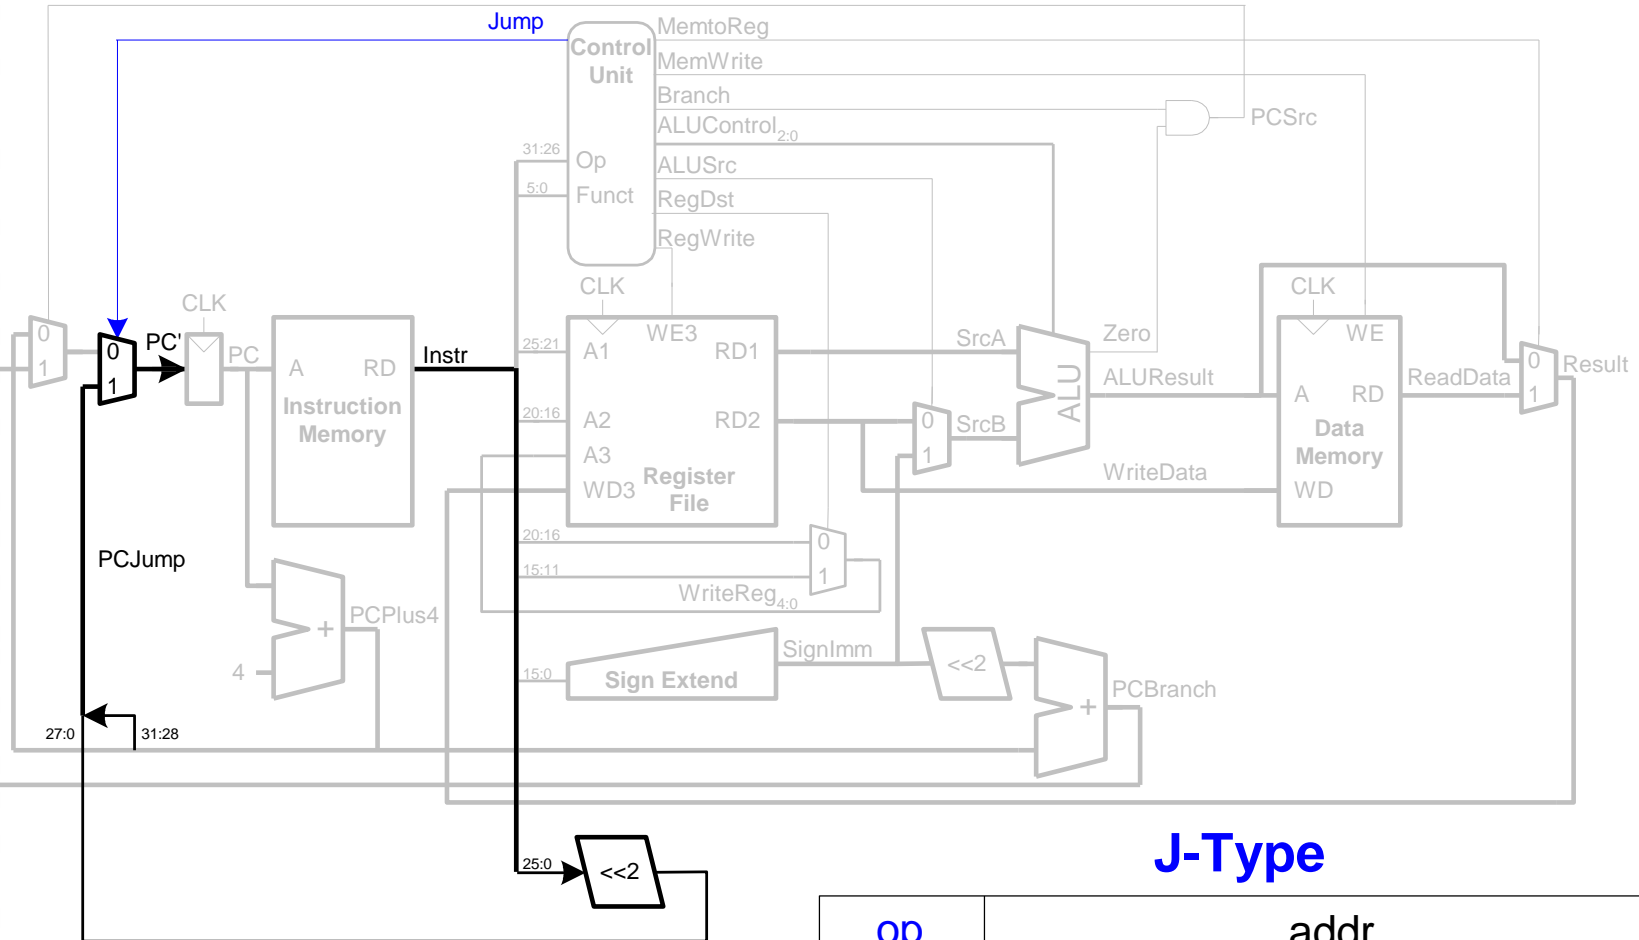 Jump
Control
Unit
MemtoReg
MemWrite
Branch
ALUControl2:0
ALUSrc
RegDst
RegWrite
PCSrc
31:26
Op
5:0
Funct
CLK
CLK
CLK
0
1
0
1
PC'
PC
A
RD
Instruction
Memory
Instr
25:21
A1
WE3
RD1
20:16
A2
RD2
A3
WD3
Register
File
SrcA
Zero
ALU
ALUResult
0
1
SrcB
WriteData
WE
A
RD
Data
Memory
WD
ReadData
0
1
Result
20:16
0
15:11
1
WriteReg4:0
PCJump
PCPlus4
+
4
15:0
Sign Extend
SignImm
<<2
+
PCBranch
27:0
31:28
25:0
<<2
J-Type
op
addr